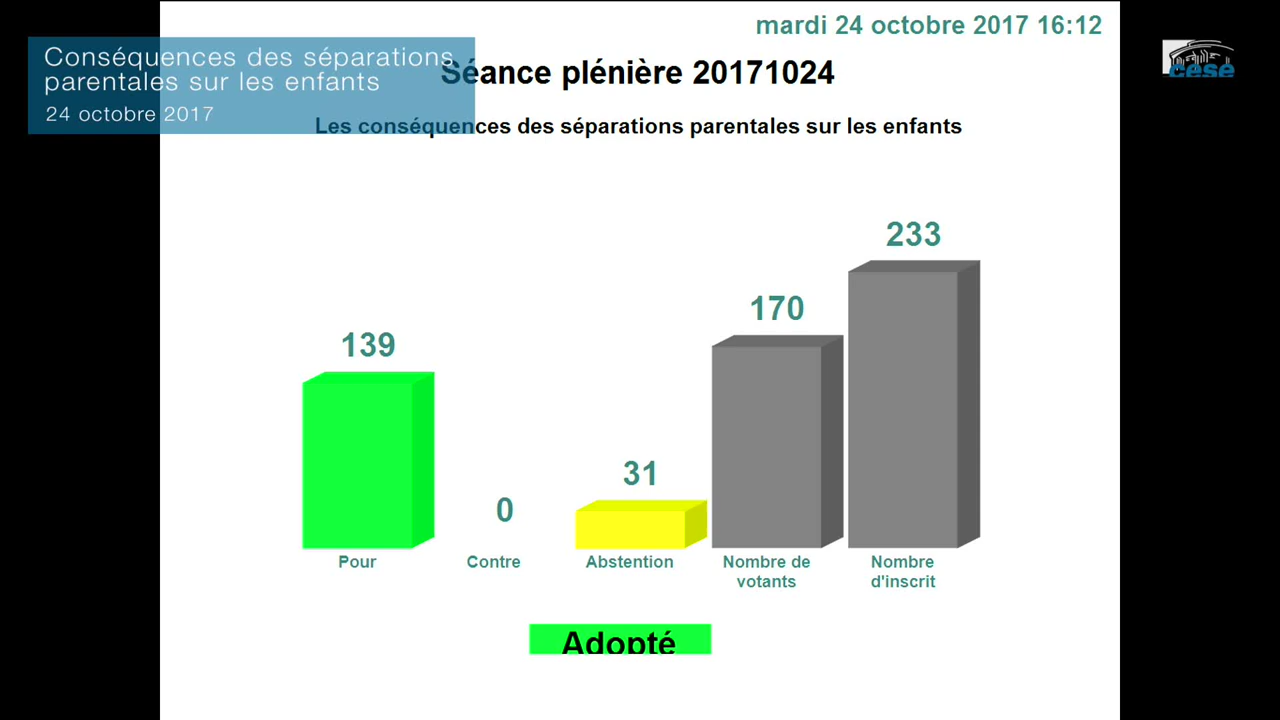 mardi 24 octobre 2017 16:12
Conséquences des séparations
parentales sur les enfants
24 octobre 2017
cese
Séance plénière 20171024
Les conséquences des séparations parentales sur les enfants
233
170
139
31
0
Pour
Contre
Abstention
Nombre de
votants
Nombre
d'inscrit
Adopté